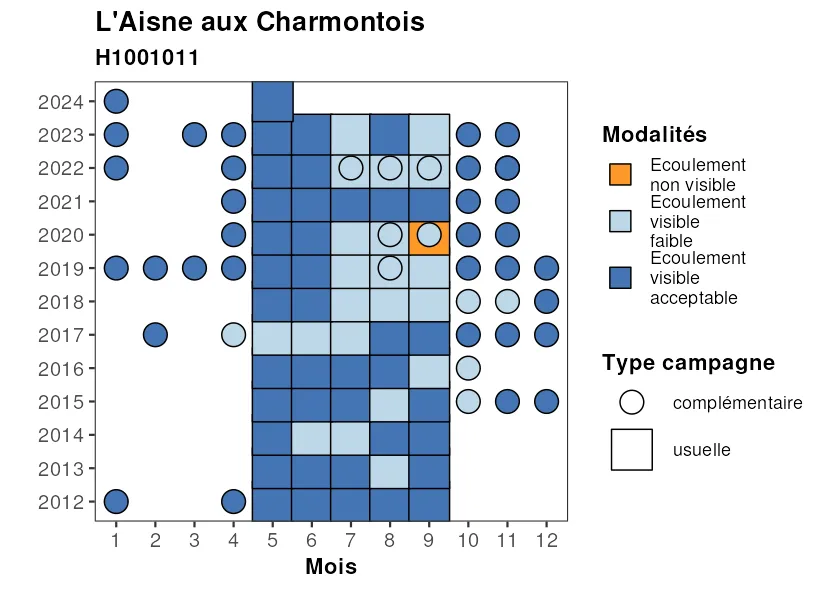 L'Aisne aux Charmontois
H1001011
2024
2023
2022
2021
2020
2019
2018
2017
2016
2015
2014
2013
2012
1 2 3 4 5 6 7 8 9 10 11 12
Mois
Modalités
Ecoulement
non visible
Ecoulement
visible
faible
Ecoulement
visible
acceptable
Type campagne
complémentaire
usuelle